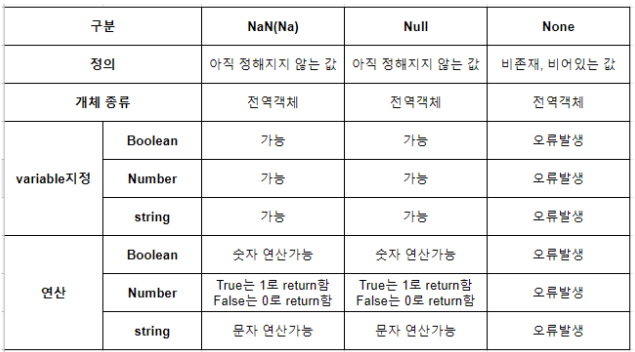 구분 NaN(Na) Null None
정의 아직 정해지지 않는 값 아직 정해지지 않는 값 비존재, 비어있는 값
개체 종류 전역객체 전역객체 전역객체
variable지정 Boolean 가능 가능 오류발생
Number 가능 가능 오류발생
string 가능 가능 오류발생
연산 Boolean 숫자 연산가능 숫자 연산가능 오류발생
Number True는 1로 return함 True는 1로 return함 오류발생
False는 0로 return함 False는 0로 return함
string 문자 연산가능 문자 연산가능 오류발생